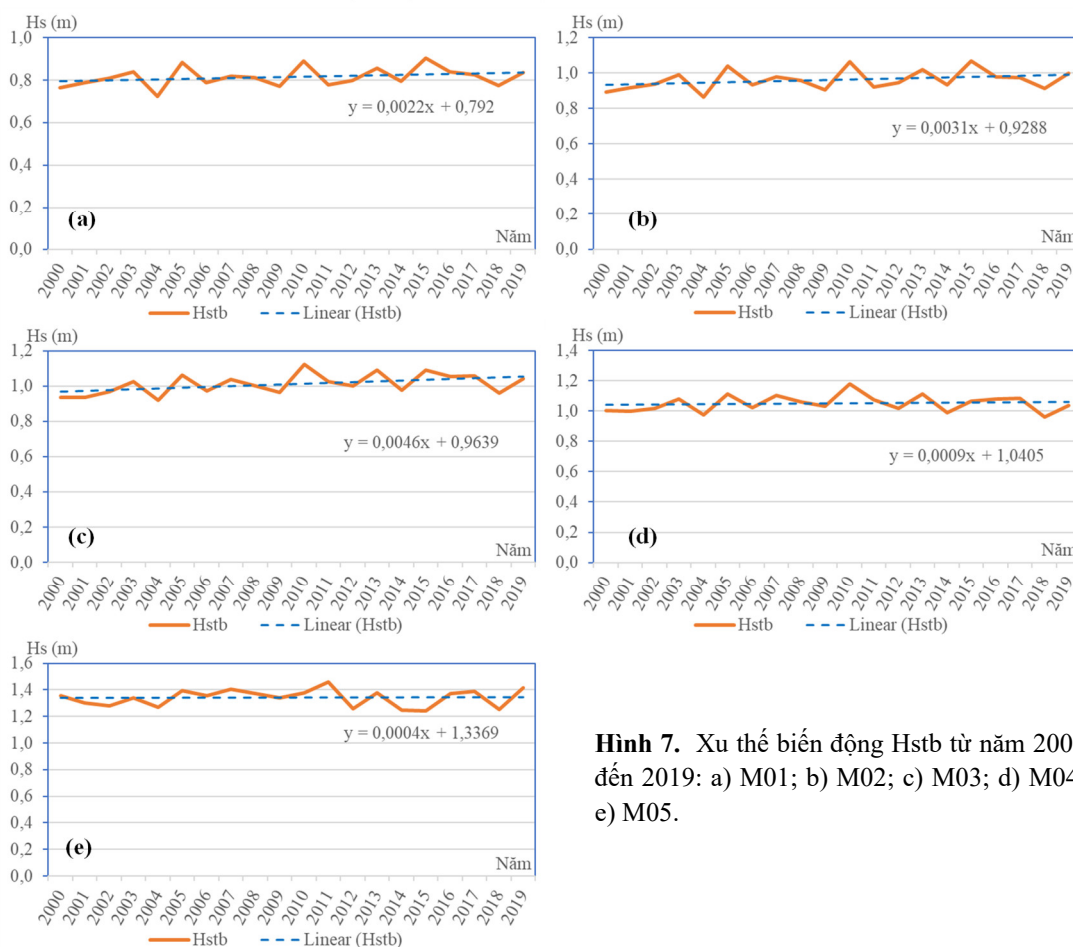 Hs (m)
1,0
0,8
0,6
0,4
0,2
0,0
y = 0,0022x + 0,792
(a)
Năm
2000 2001 2002 2003 2004 2005 2006 2007 2008 2009 2010 2011 2012 2013 2014 2015 2016 2017 2018 2019
Hstb Linear (Hstb)
Hs (m)
1,2
1,0
0,8
0,6
0,4
0,2
0,0
y = 0,0031x + 0,9288
(b)
Năm
2000 2001 2002 2003 2004 2005 2006 2007 2008 2009 2010 2011 2012 2013 2014 2015 2016 2017 2018 2019
Hstb Linear (Hstb)
Hs (m)
1,2
1,0
0,8
0,6
0,4
0,2
0,0
y = 0,0046x + 0,9639
(c)
Năm
2000 2001 2002 2003 2004 2005 2006 2007 2008 2009 2010 2011 2012 2013 2014 2015 2016 2017 2018 2019
Hstb Linear (Hstb)
Hs (m)
1,4
1,2
1,0
0,8
0,6
0,4
0,2
0,0
y = 0,0009x + 1,0405
(d)
Năm
2000 2001 2002 2003 2004 2005 2006 2007 2008 2009 2010 2011 2012 2013 2014 2015 2016 2017 2018 2019
Hstb Linear (Hstb)
Hs (m)
1,6
1,4
1,2
1,0
0,8
0,6
0,4
0,2
0,0
y = 0,0004x + 1,3369
(e)
Năm
2000 2001 2002 2003 2004 2005 2006 2007 2008 2009 2010 2011 2012 2013 2014 2015 2016 2017 2018 2019
Hstb Linear (Hstb)
Hình 7. Xu thế biến động Hstb từ năm 200
đến 2019: a) M01; b) M02; c) M03; d) M04
e) M05.